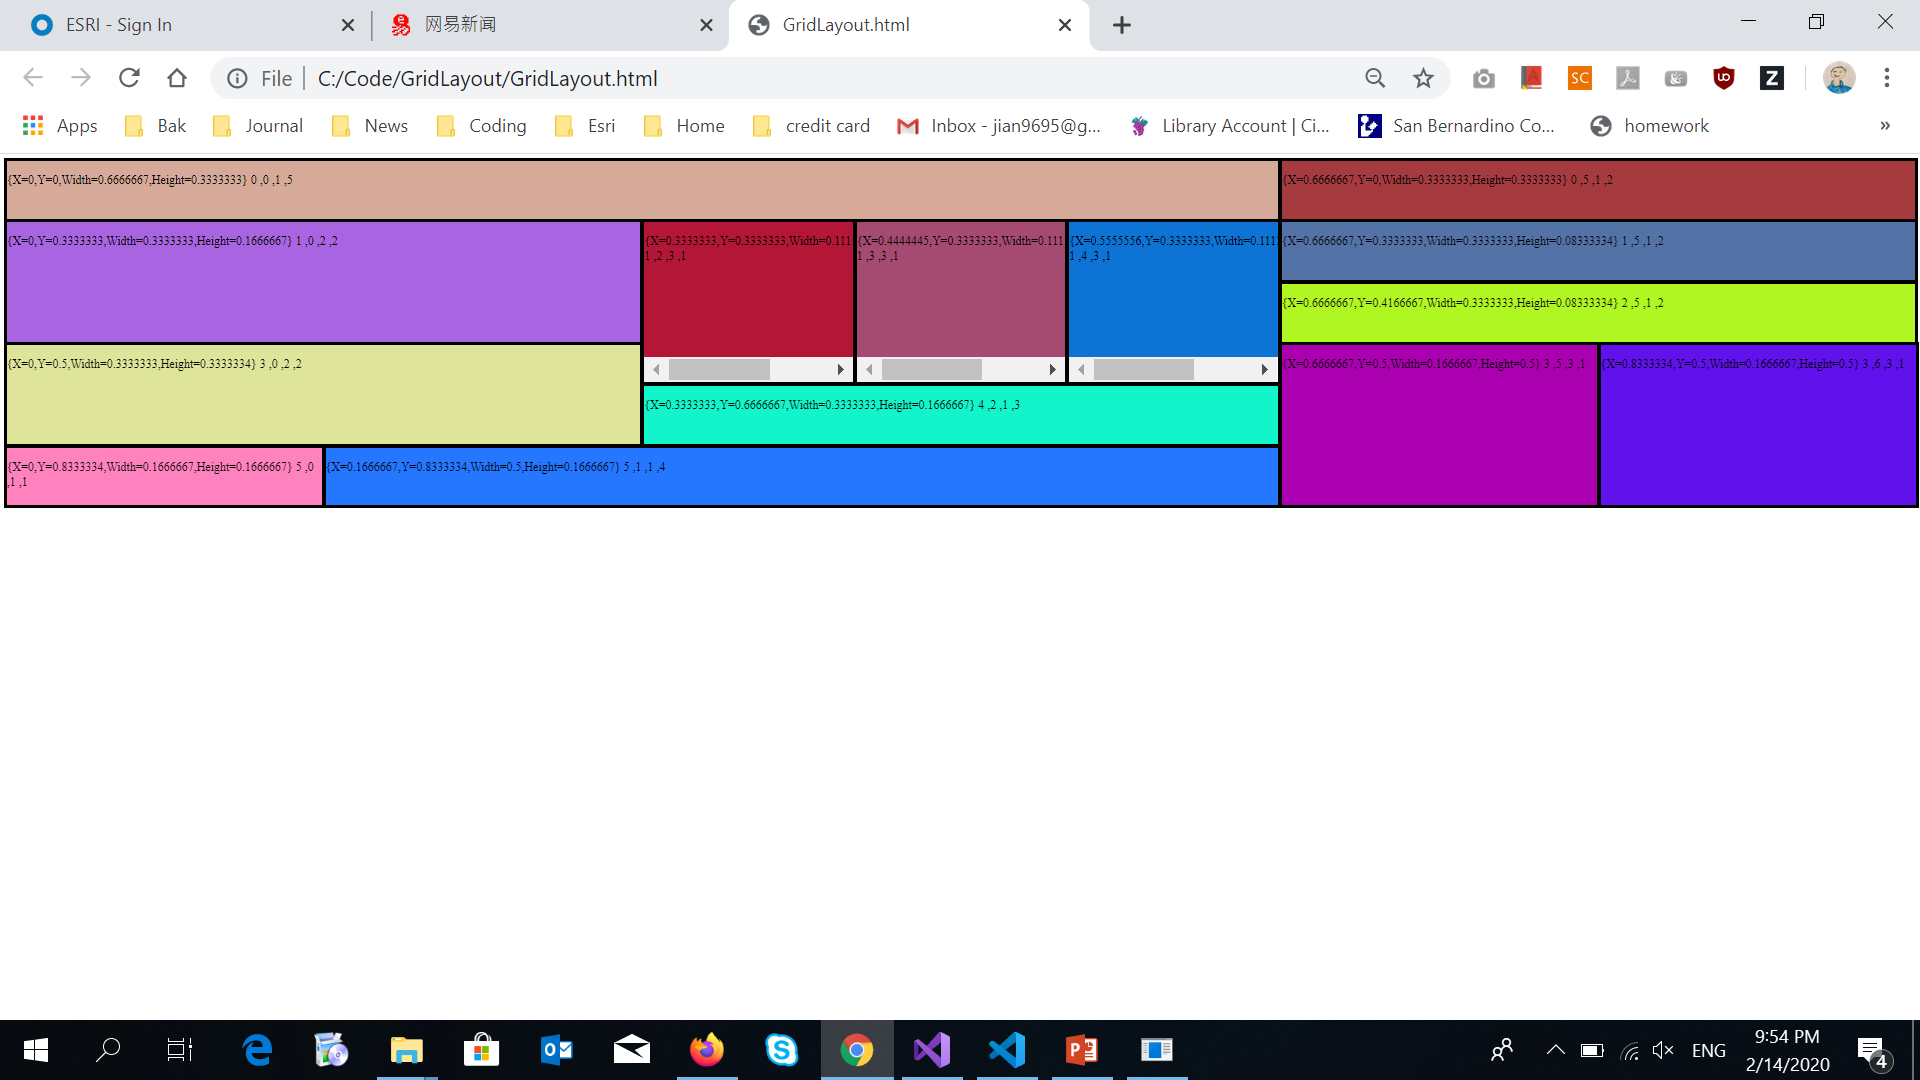 ESRI - Sign In
网易新闻
GridLayout.html
File
C:/Code/GridLayout/GridLayout.html
SC
Apps
Bak
Journal
News
Coding
Esri
Home
credit card
Inbox - jian9695@g...
Library Account | Ci...
San Bernardino Co...
homework
»
{X=0,Y=0,Width=0.6666667,Height=0.3333333} 0 ,0 ,1 ,5
{X=0.6666667,Y=0,Width=0.3333333,Height=0.3333333} 0 ,5 ,1 ,2
{X=0,Y=0.3333333,Width=0.3333333,Height=0.1666667} 1 ,0 ,2 ,2
{X=0.3333333,Y=0.3333333,Width=0.111
1 ,2 ,3 ,1
{X=0.4444445,Y=0.3333333,Width=0.111
1 ,3 ,3 ,1
{X=0.5555556,Y=0.3333333,Width=0.1111
1 ,4 ,3 ,1
{X=0.6666667,Y=0.3333333,Width=0.3333333,Height=0.08333334} 1 ,5 ,1 ,2
{X=0.6666667,Y=0.4166667,Width=0.3333333,Height=0.08333334} 2 ,5 ,1 ,2
{X=0,Y=0.5,Width=0.3333333,Height=0.3333334} 3 ,0 ,2 ,2
{X=0.6666667,Y=0.5,Width=0.1666667,Height=0.5} 3 ,5 ,3 ,1
{X=0.8333334,Y=0.5,Width=0.1666667,Height=0.5} 3 ,6 ,3 ,1
{X=0.3333333,Y=0.6666667,Width=0.3333333,Height=0.1666667} 4 ,2 ,1 ,3
{X=0,Y=0.8333334,Width=0.1666667,Height=0.1666667} 5 ,0
,1 ,1
{X=0.1666667,Y=0.8333334,Width=0.5,Height=0.1666667} 5 ,1 ,1 ,4
ENG
9:54 PM
2/14/2020
4